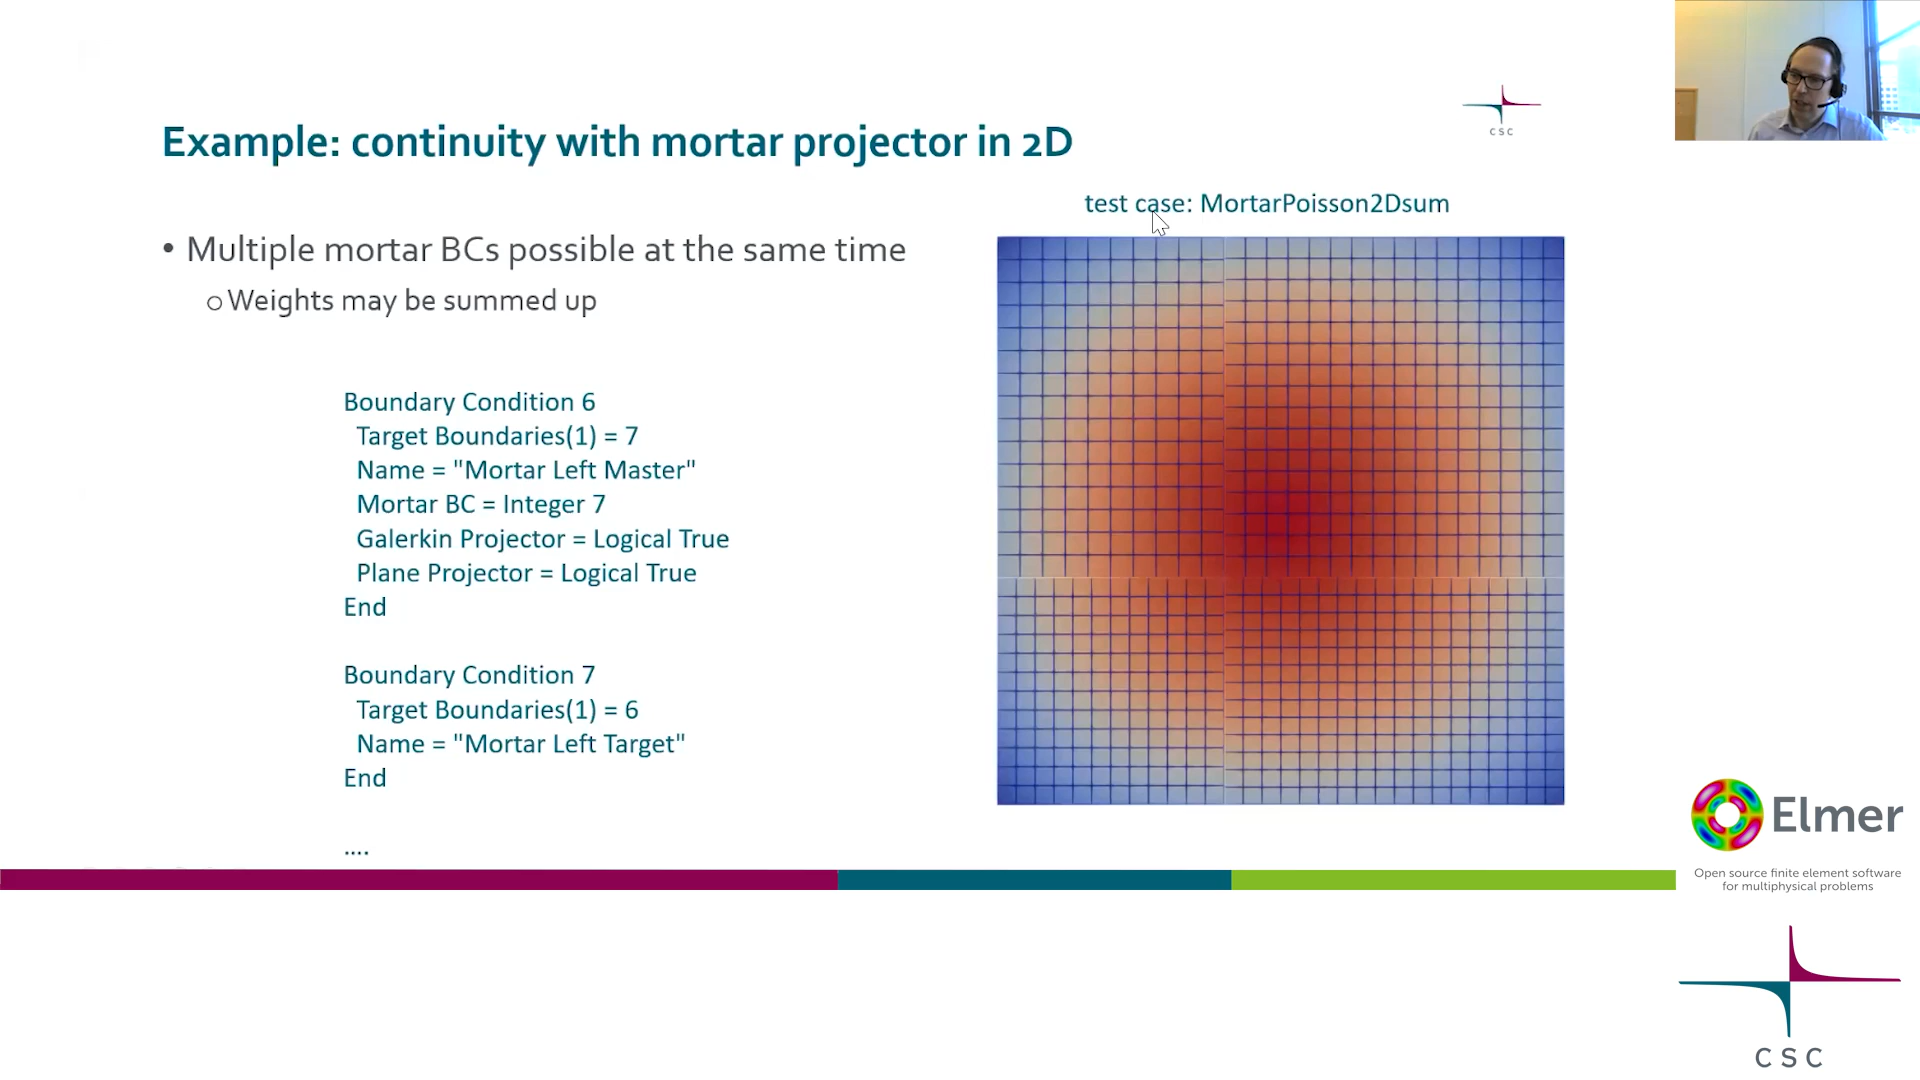 CSC
Example: continuity with mortar projector in 2D
test case: MortarPoisson2Dsum
• Multiple mortar BCs possible at the same time
o Weights may be summed up
Boundary Condition 6
Target Boundaries(1) = 7
Name = "Mortar Left Master"
Mortar BC = Integer 7
Galerkin Projector = Logical True
Plane Projector = Logical True
End
Boundary Condition 7
Target Boundaries(1) = 6
Name = "Mortar Left Target"
End
....
Elmer
Open source finite element software
for multiphysical problems
CSC